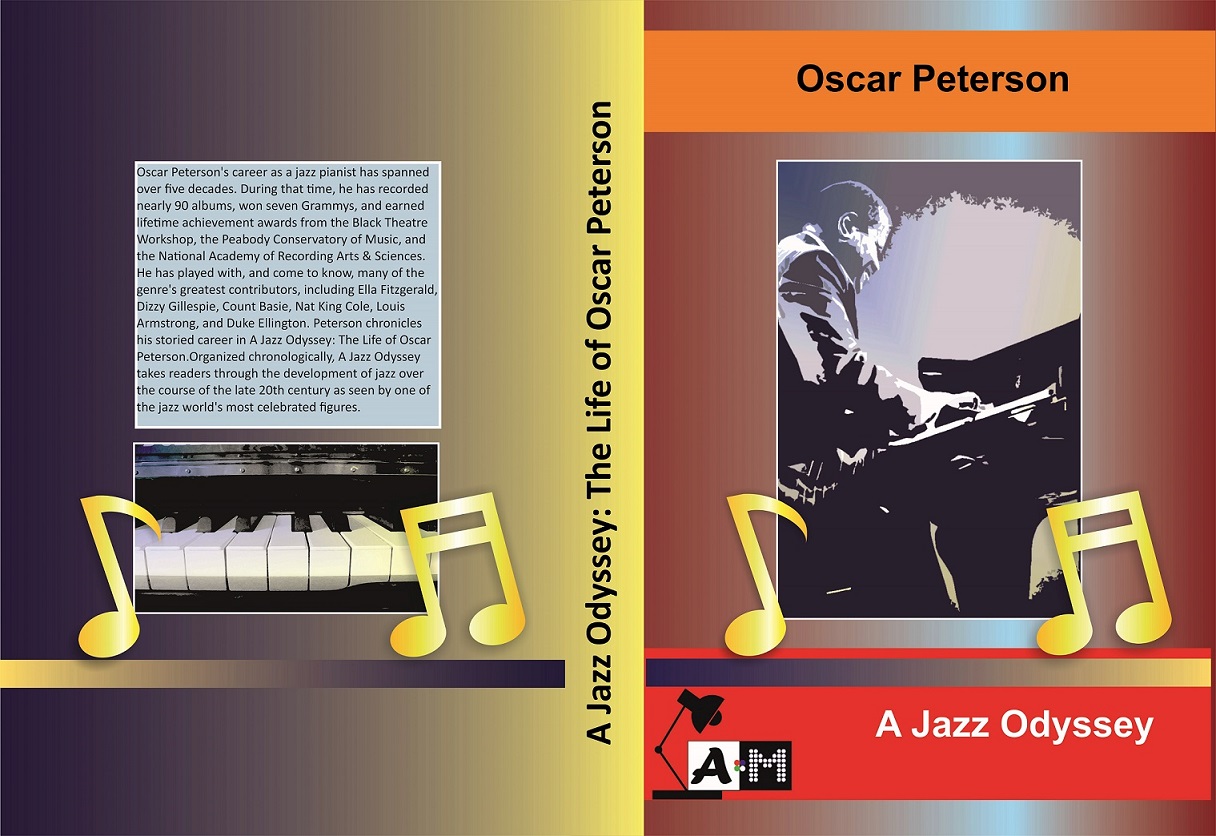 Oscar Peterson's career as a jazz pianist has spanned
over five decades. During that time, he has recorded
nearly 90 albums, won seven Grammys, and earned
lifetime achievement awards from the Black Theatre
Workshop, the Peabody Conservatory of Music, and
the National Academy of Recording Arts & Sciences.
He has played with, and come to know, many of the
genre's greatest contributors, including Ella Fitzgerald,
Dizzy Gillespie, Count Basie, Nat King Cole, Louis
Armstrong, and Duke Ellington. Peterson chronicles
his storied career in A Jazz Odyssey: The Life of Oscar
Peterson.Organized chronologically, A Jazz Odyssey
takes readers through the development of jazz over
the course of the late 20th century as seen by one of
the jazz world's most celebrated figures.
A Jazz Odyssey: The Life of Oscar Peterson
Oscar Peterson
A Jazz Odyssey
A M